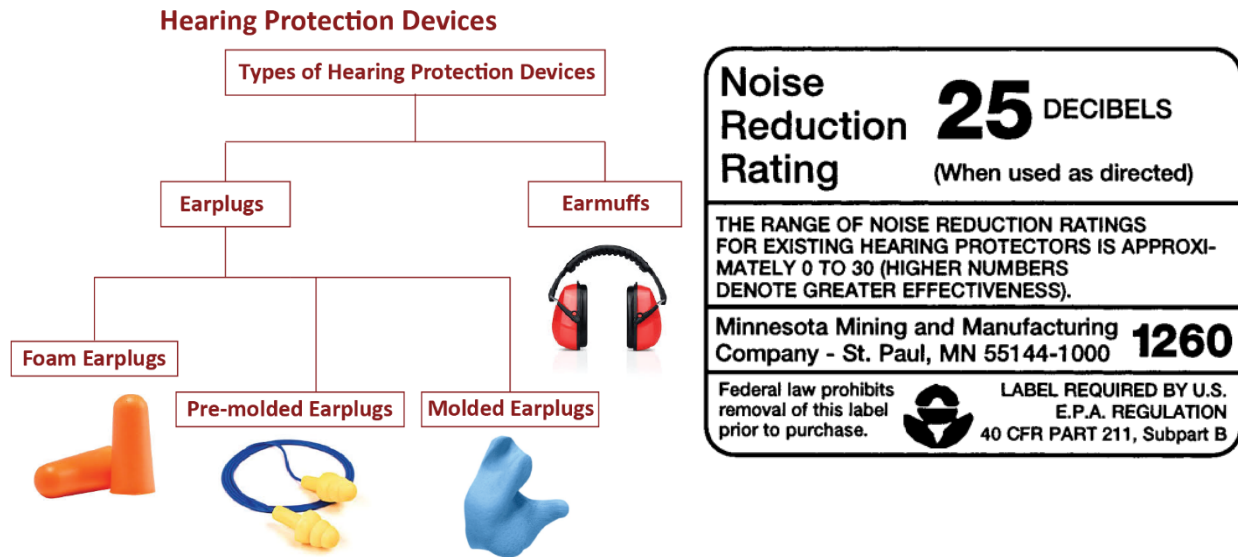 Hearing Protection Devices
Types of Hearing Protection Devices
Earplugs
Earmuffs
Foam Earplugs
Pre-molded Earplugs
Molded Earplugs
Noise
Reduction
Rating
25 DECIBELS
(When used as directed)
THE RANGE OF NOISE REDUCTION RATINGS
FOR EXISTING HEARING PROTECTORS IS APPROXI-
MATELY 0 TO 30 (HIGHER NUMBERS
DENOTE GREATER EFFECTIVENESS).
Minnesota Mining and Manufacturing
Company - St. Paul, MN 55144-1000
1260
Federal law prohibits
removal of this label
prior to purchase.
LABEL REQUIRED BY U.S.
E.P.A. REGULATION
40 CFR PART 211, Subpart B